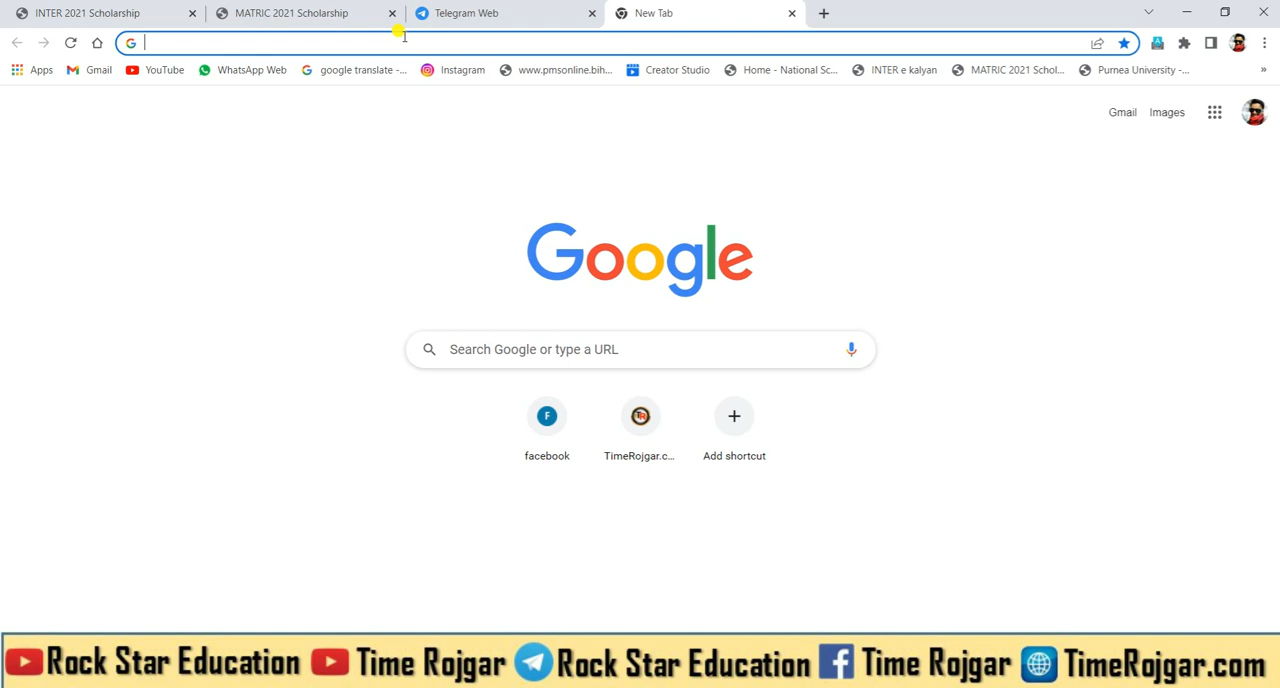 INTER 2021 Scholarship
MATRIC 2021 Scholarship
Telegram Web
New Tab
Apps
Gmail
YouTube
WhatsApp Web
google translate -...
Instagram
www.pmsonline.bih...
Creator Studio
Home - National Sc...
INTER e kalyan
MATRIC 2021 Schol...
Purnea University -...
»
Gmail
Images
Google
Search Google or type a URL
F
TR
facebook
TimeRojgar.c...
Add shortcut
Rock Star Education
Time Rojgar
Rock Star Education
Time Rojgar
TimeRojgar.com